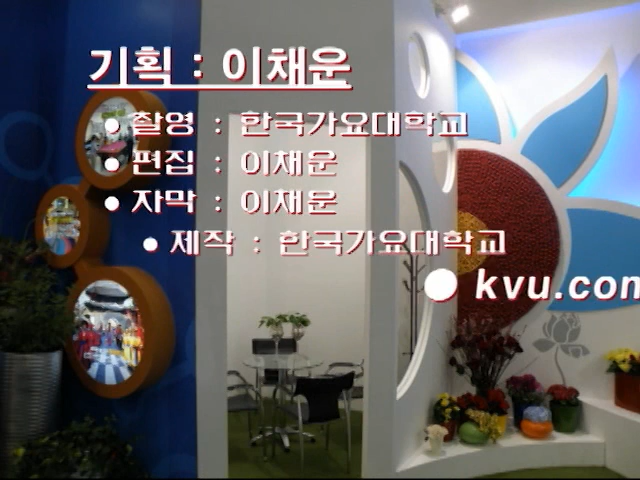 기획 : 이채운
● 촬영 : 한국가요대학교
● 편집 : 이채운
● 자막 : 이채운
● 제작 : 한국가요대학교
● kvu.com